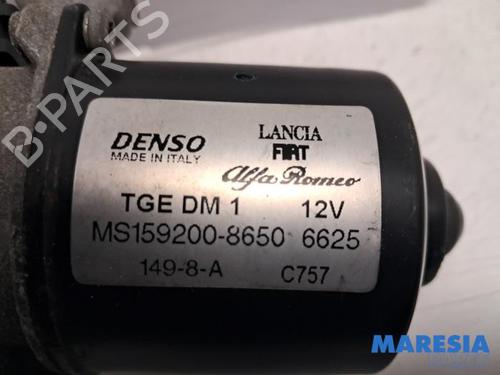 B-PARTS
DENSO
MADE IN ITALY
LANCIA
FIAT
Alfa Romeo
TGE DM 1 12V
MS159200-8650 6625
149-8-A C757
MARESIA